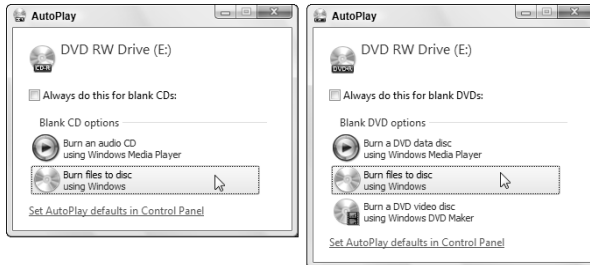 AutoPlay
DVD RW Drive (E:)
CD-R
Always do this for blank CDs:
Blank CD options
Burn an audio CD
using Windows Media Player
Burn files to disc
using Windows
Set AutoPlay defaults in Control Panel
AutoPlay
DVD RW Drive (E:)
DVD-R
Always do this for blank DVDs:
Blank DVD options
Burn a DVD data disc
using Windows Media Player
Burn files to disc
using Windows
Burn a DVD video disc
using Windows DVD Maker
Set AutoPlay defaults in Control Panel